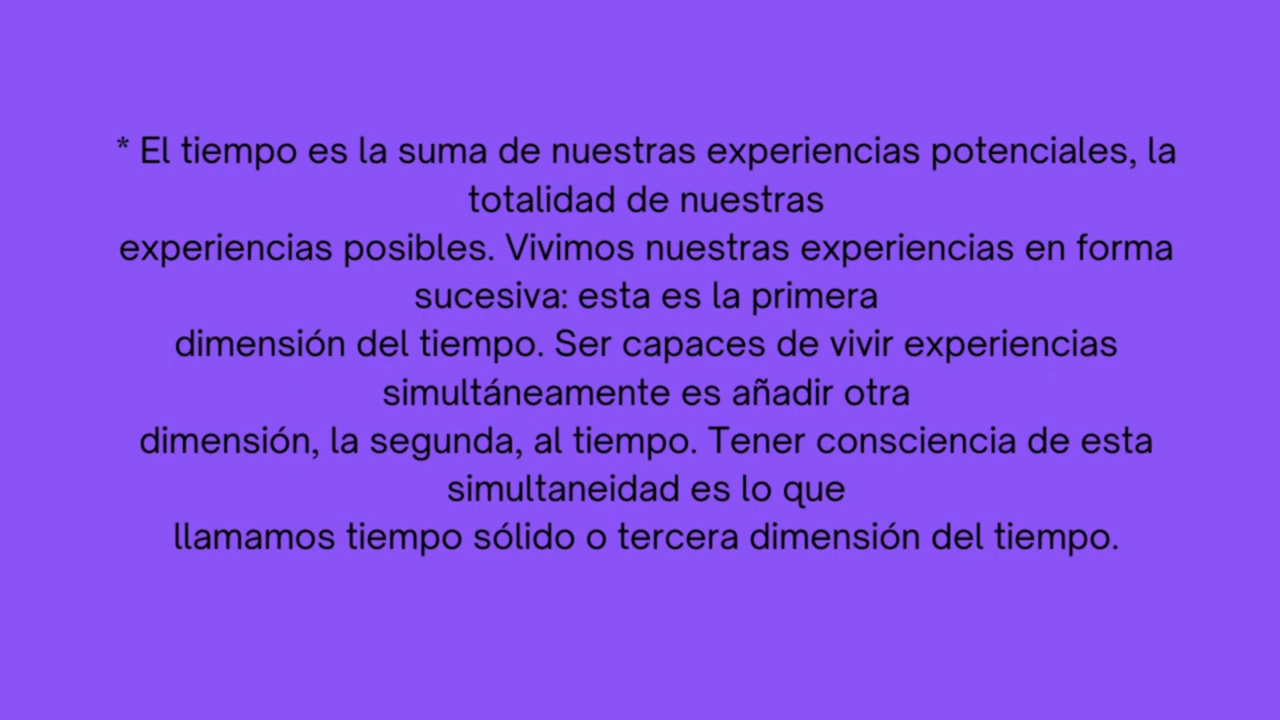 * El tiempo es la suma de nuestras experiencias potenciales, la
totalidad de nuestras
experiencias posibles. Vivimos nuestras experiencias en forma
sucesiva: esta es la primera
dimensión del tiempo. Ser capaces de vivir experiencias
simultáneamente es añadir otra
dimensión, la segunda, al tiempo. Tener consciencia de esta
simultaneidad es lo que
llamamos tiempo sólido o tercera dimensión del tiempo.